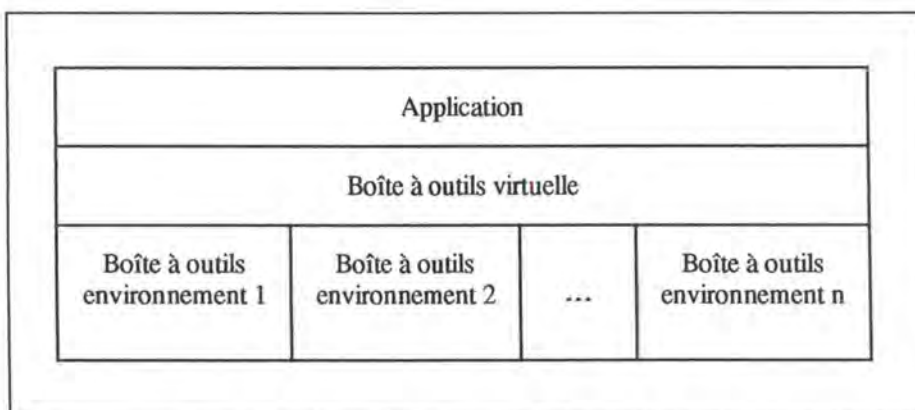 Application
Boîte à outils virtuelle
Boîte à outils
environnement 1
Boîte à outils
environnement 2
...
Boîte à outils
environnement n